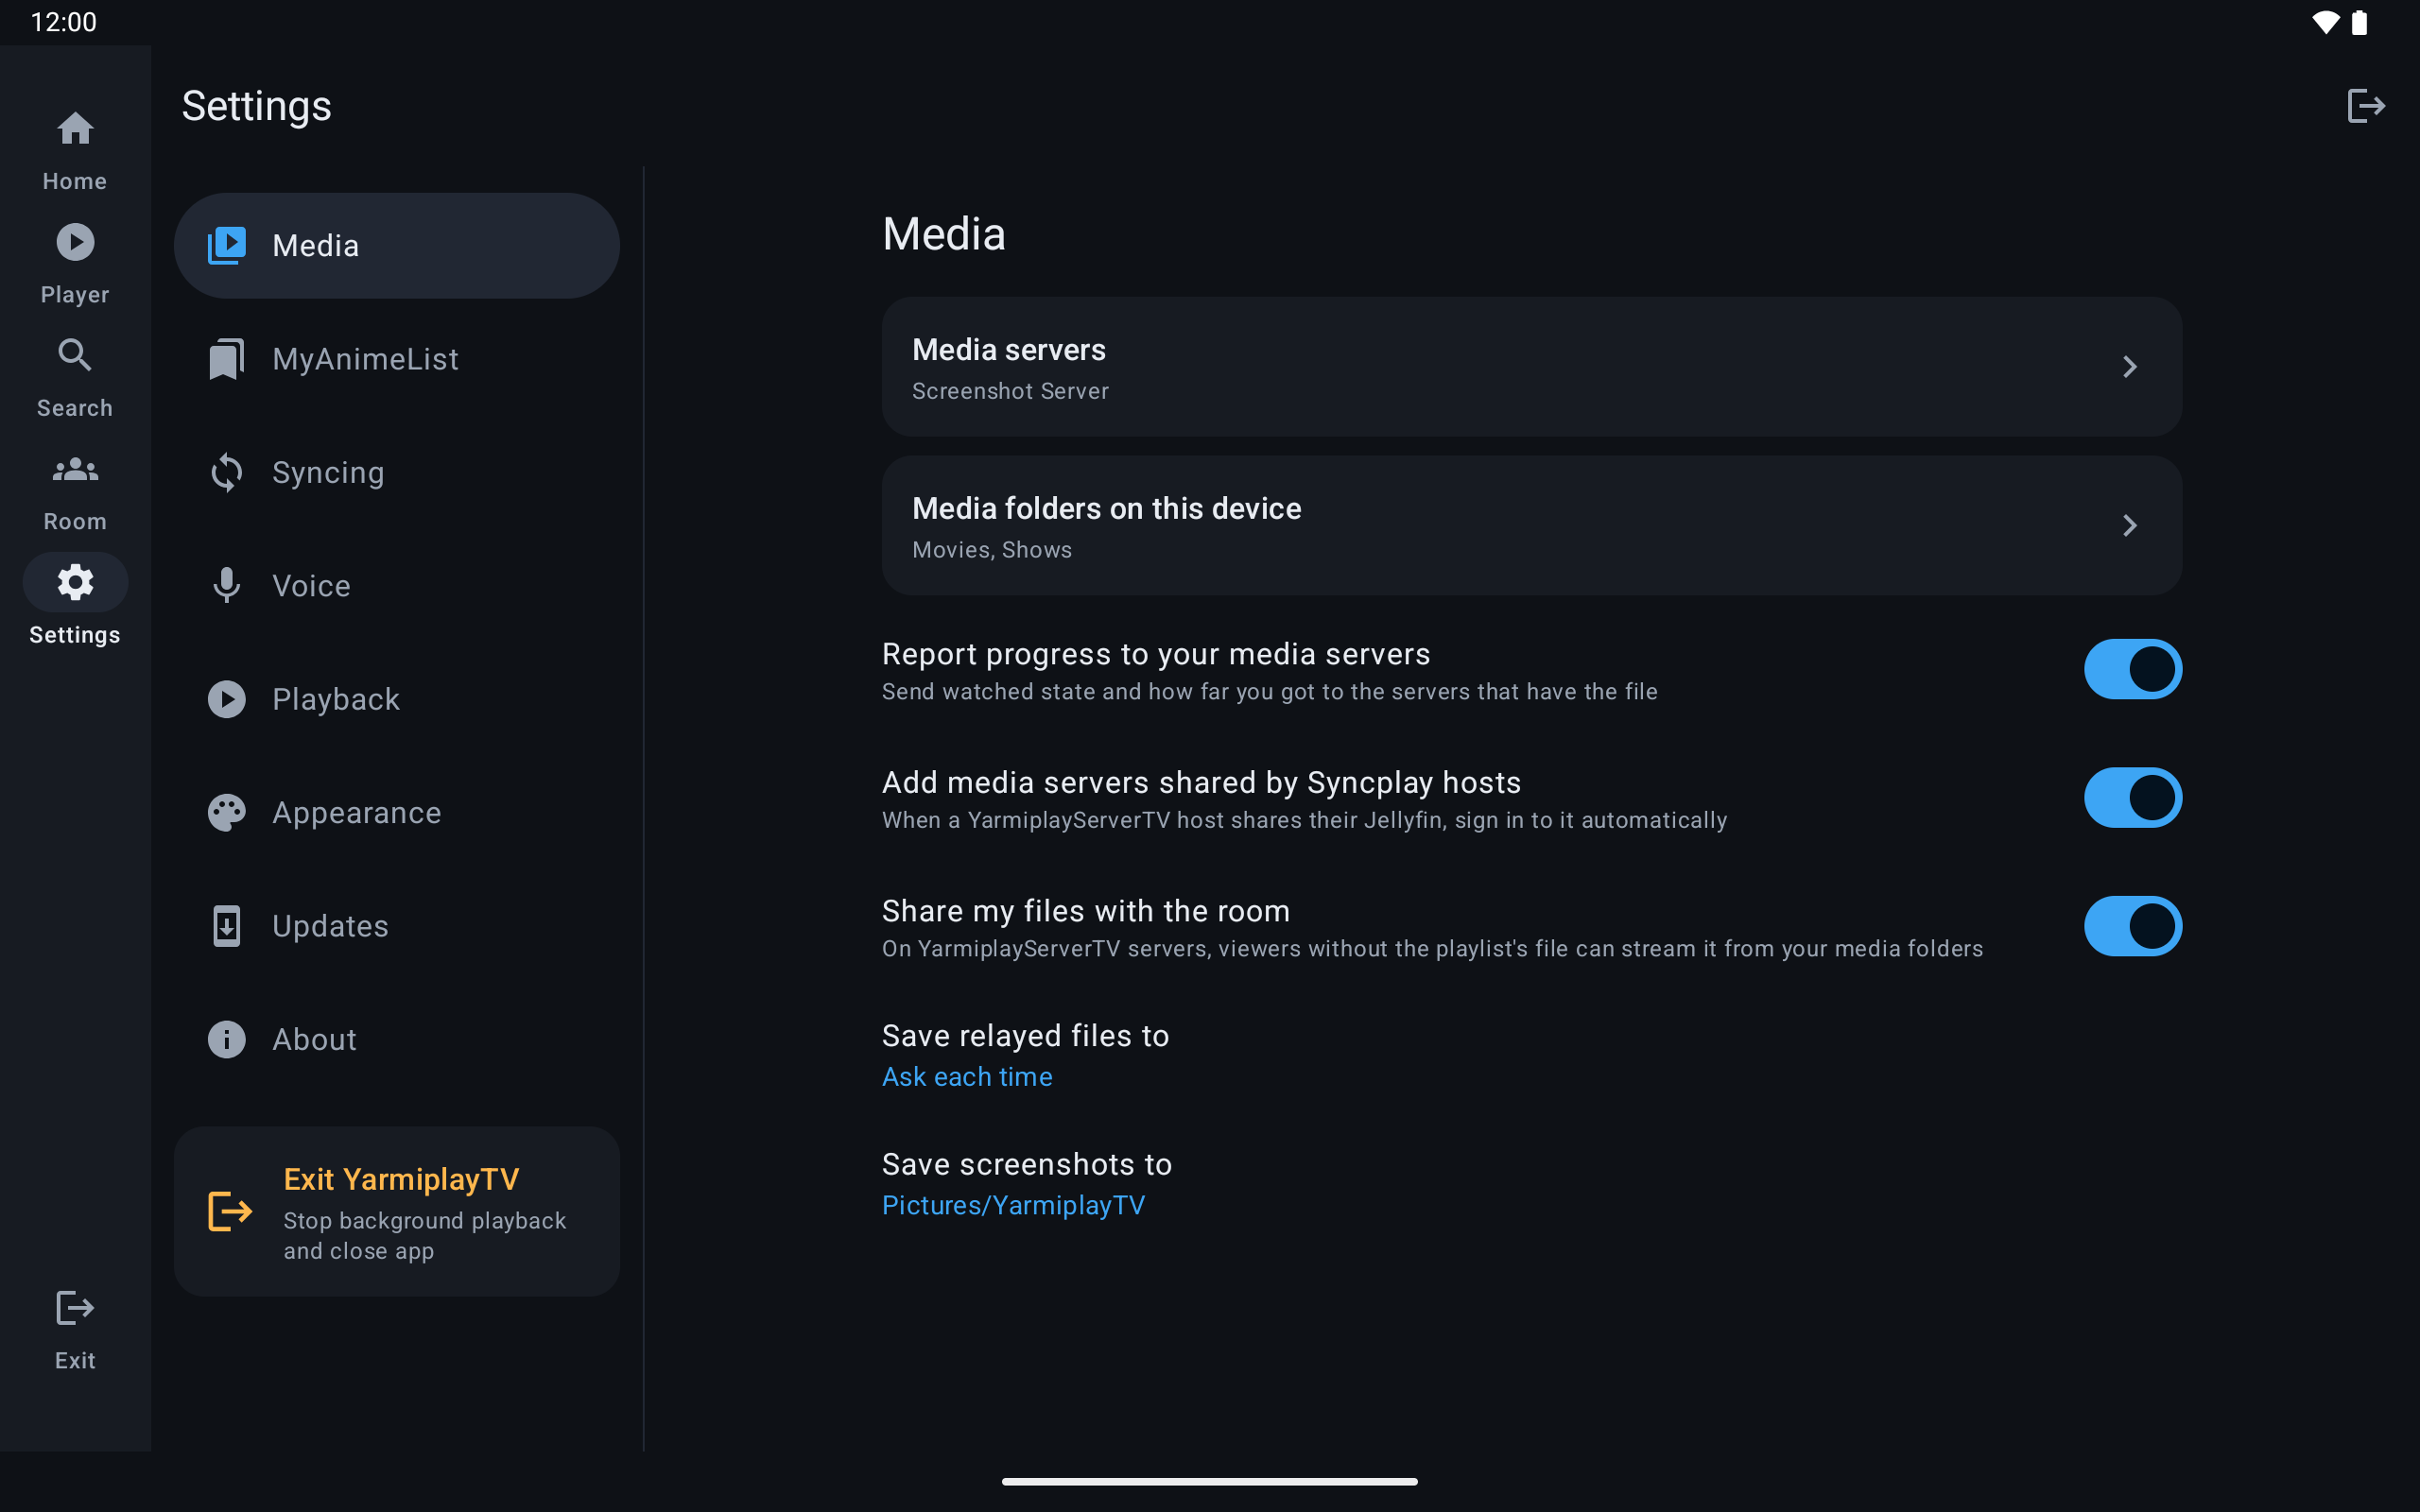 12:00
Home
Player
Search
Room
Settings
Exit
Settings
Media
MyAnimeList
Syncing
Voice
Playback
Appearance
Updates
About
Exit YarmiplayTV
Stop background playback
and close app
Media
Media servers
Screenshot Server
Media folders on this device
Movies, Shows
Report progress to your media servers
Send watched state and how far you got to the servers that have the file
Add media servers shared by Syncplay hosts
When a YarmiplayServerTV host shares their Jellyfin, sign in to it automatically
Share my files with the room
On YarmiplayServerTV servers, viewers without the playlist's file can stream it from your media folders
Save relayed files to
Ask each time
Save screenshots to
Pictures/YarmiplayTV